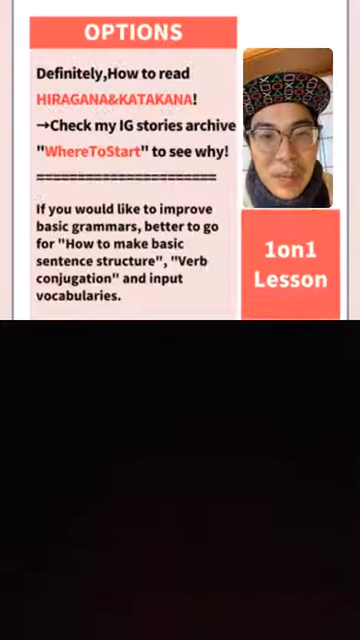 OPTIONS
Definitely,How to read
HIRAGANA&KATAKANA!
→Check my IG stories archive
"WhereToStart" to see why!
=====================
If you would like to improve
basic grammars, better to go
for "How to make basic
sentence structure", "Verb
conjugation" and input
vocabularies.
1on1
Lesson